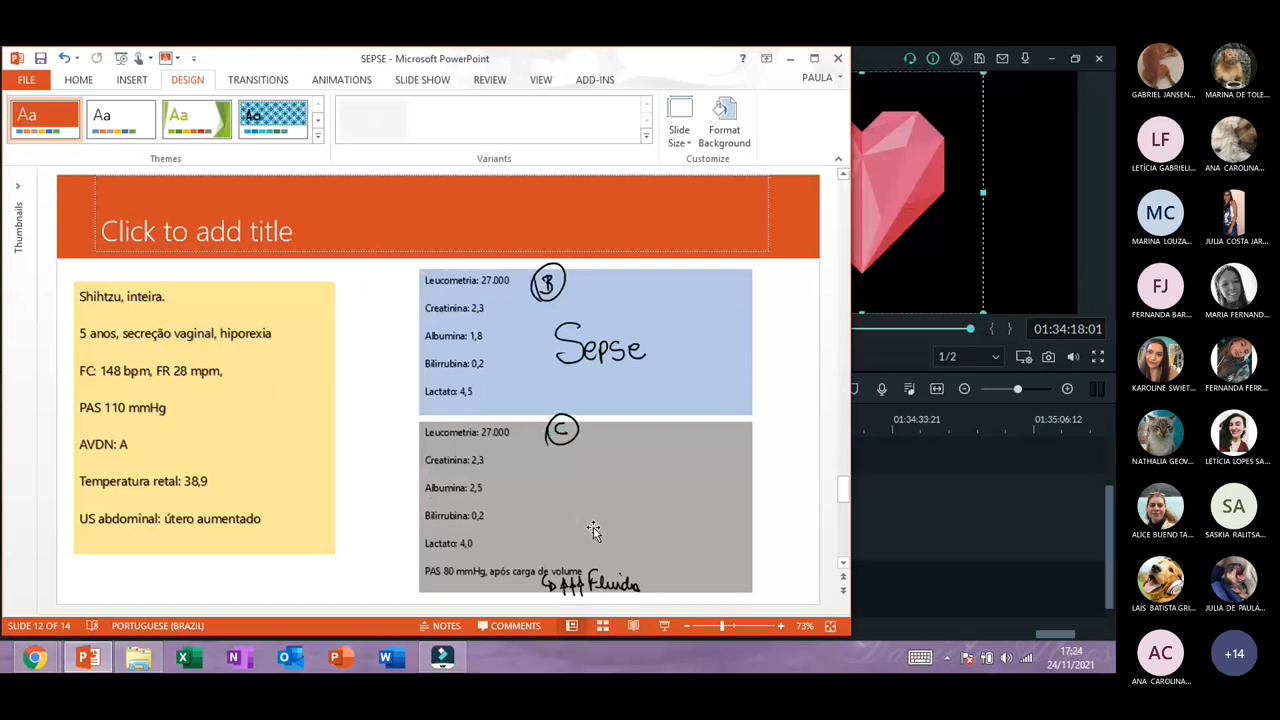 SEPSE - Microsoft PowerPoint
FILE HOME INSERT DESIGN TRANSITIONS ANIMATIONS SLIDE SHOW REVIEW VIEW ADD-INS PAULA
Aa Aa Aa Aa
Slide Size
Format Background
Themes Variants Customize
Thumbnails
Click to add title
Shihtzu, inteira.
5 anos, secreção vaginal, hiporexia
FC: 148 bpm, FR 28 mpm,
PAS 110 mmHg
AVDN: A
Temperatura retal: 38,9
US abdominal: útero aumentado
Leucometria: 27.000 B
Creatinina: 2,3
Albumina: 1,8
Sepse
Bilirrubina: 0,2
Lactato: 4,5
Leucometria: 27.000 C
Creatinina: 2,3
Albumina: 2,5
Bilirrubina: 0,2
Lactato: 4,0
PAS 80 mmHg, após carga de volume
Fluido
SLIDE 12 OF 14 PORTUGUESE (BRAZIL) NOTES COMMENTS 73%
01:34:18:01
1/2
01:34:33:21 01:35:06:12
17:24
24/11/2021
GABRIEL JANSEN... MARINA DE TOLE...
LF
LETÍCIA GABRIELI... ANA CAROLINA...
MC
MARINA LOUZA... JULIA COSTA JAR...
FJ
FERNANDA BAR... MARIA FERNAND...
KAROLINE SWIET... FERNANDA FERR...
NATHALIA GEOV... LETÍCIA LOPES SA...
SA
ALICE BUENO TA... SASKIA RALITSA...
LAÍS BATISTA GRI... JULIA DE PAULA...
AC +14
ANA CAROLINA...